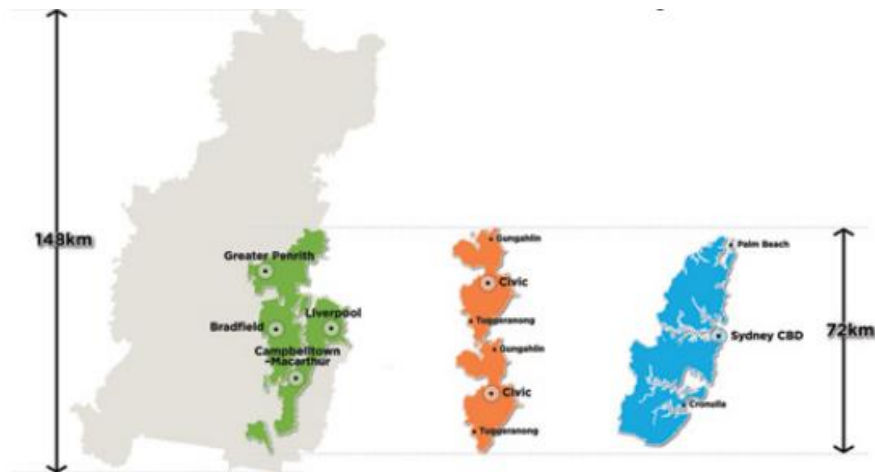 148km
Greater Penrith
Bradfield
Liverpool
Campbelltown
-Macarthur
Gungahlin
Civic
Tuggeranong
Gungahlin
Civic
Tuggeranong
Palm Beach
Sydney CBD
Cronulla
72km